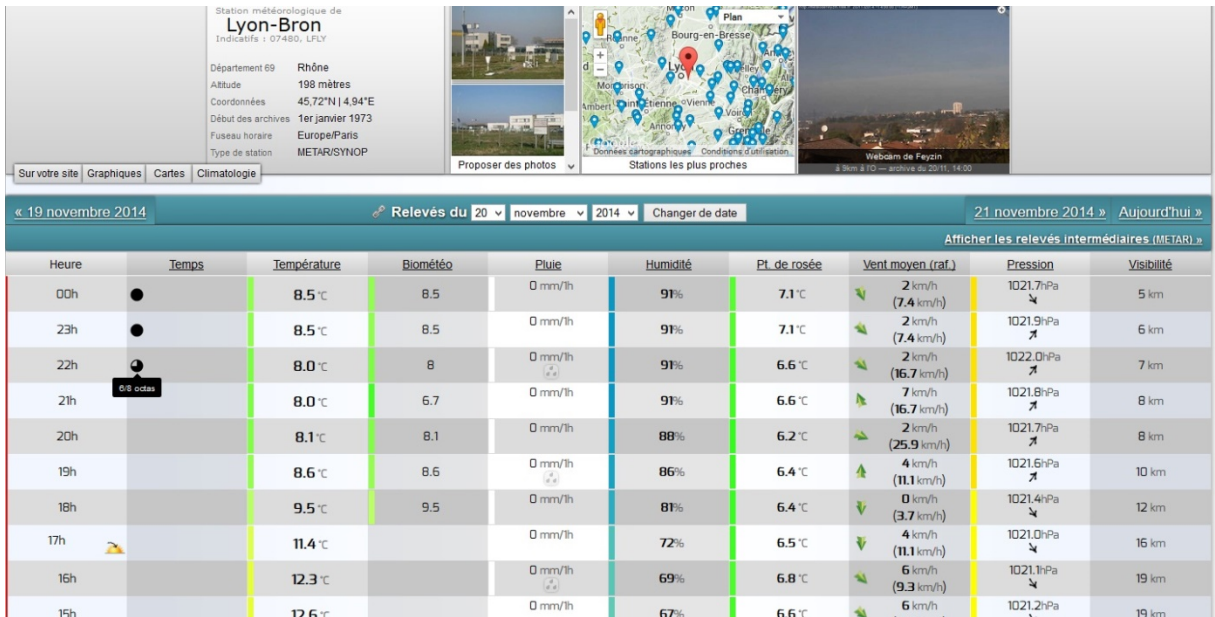 Station météorologique de
Lyon-Bron
Indicatifs : 07480, LFLY
Département 69 Rhône
Altitude 198 mètres
Coordonnées 45,72°N | 4,94°E
Début des archives 1er janvier 1973
Fuseau horaire Europe/Paris
Type de station METAR/SYNOP
Proposer des photos
Plan
Bourg-en-Bresse
Annonay
Vienne
Données cartographiques Conditions d'utilisation
Stations les plus proches
Webcam de Feyzin
à 9km à l'O — archive du 20/11, 14:00
Sur votre site Graphiques Cartes Climatologie
« 19 novembre 2014 Relevés du 20 novembre 2014 Changer de date 21 novembre 2014 » Aujourd'hui »
Afficher les relevés intermédiaires (METAR) »
Heure Temps Température Biométéo Pluie Humidité Pt. de rosée Vent moyen (raf.) Pression Visibilité
00h 8.5 °C 8.5 0 mm/1h 91% 7.1 °C 2 km/h (7.4 km/h) 1021.7hPa 5 km
23h 8.5 °C 8.5 0 mm/1h 91% 7.1 °C 2 km/h (7.4 km/h) 1021.9hPa 6 km
22h 8.0 °C 8 0 mm/1h 91% 6.6 °C 2 km/h (16.7 km/h) 1022.0hPa 7 km
6/8 octas
21h 8.0 °C 6.7 0 mm/1h 91% 6.6 °C 7 km/h (16.7 km/h) 1021.8hPa 8 km
20h 8.1 °C 8.1 0 mm/1h 88% 6.2 °C 2 km/h (25.9 km/h) 1021.7hPa 8 km
19h 8.6 °C 8.6 0 mm/1h 86% 6.4 °C 4 km/h (11.1 km/h) 1021.6hPa 10 km
18h 9.5 °C 9.5 0 mm/1h 81% 6.4 °C 0 km/h (3.7 km/h) 1021.4hPa 12 km
17h 11.4 °C 0 mm/1h 72% 6.5 °C 4 km/h (11.1 km/h) 1021.0hPa 16 km
16h 12.3 °C 0 mm/1h 69% 6.8 °C 6 km/h (9.3 km/h) 1021.1hPa 19 km
15h 12.6 °C 0 mm/1h 67% 6.6 °C 6 km/h 1021.2hPa 19 km